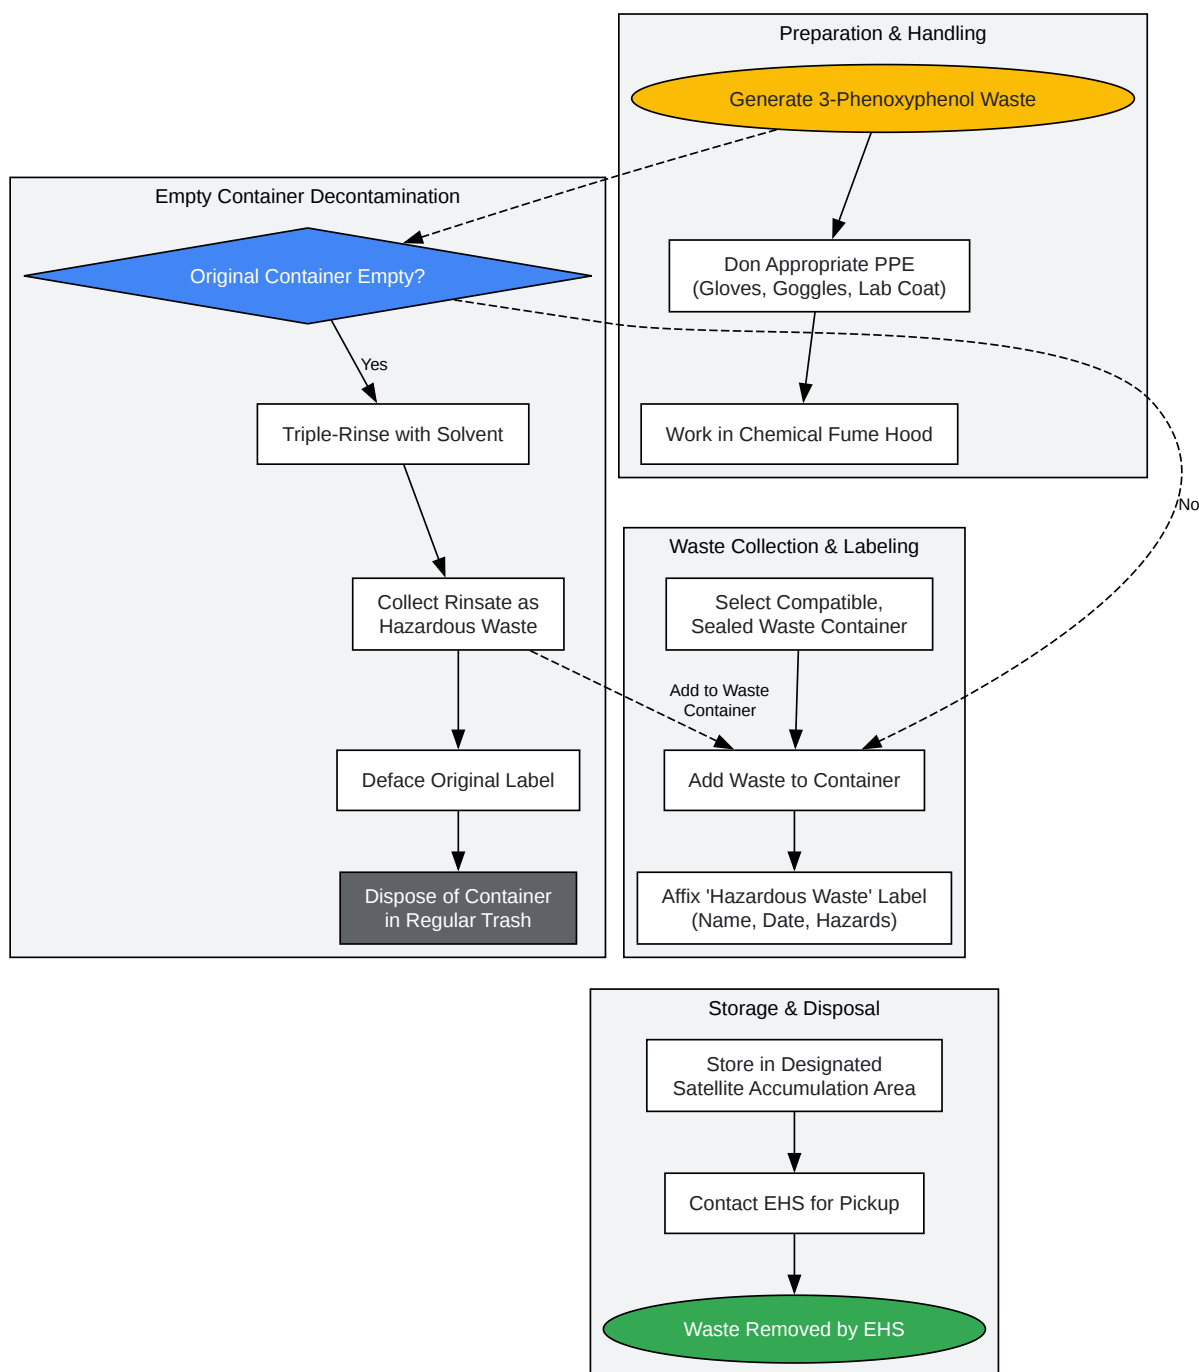 Preparation & Handling
Generate 3-Phenoxyphenol Waste
Don Appropriate PPE
(Gloves, Goggles, Lab Coat)
Work in Chemical Fume Hood
Empty Container Decontamination
Original Container Empty?
Yes
No
Triple-Rinse with Solvent
Collect Rinsate as
Hazardous Waste
Add to Waste
Container
Deface Original Label
Dispose of Container
in Regular Trash
Waste Collection & Labeling
Select Compatible,
Sealed Waste Container
Add Waste to Container
Affix 'Hazardous Waste' Label
(Name, Date, Hazards)
Storage & Disposal
Store in Designated
Satellite Accumulation Area
Contact EHS for Pickup
Waste Removed by EHS